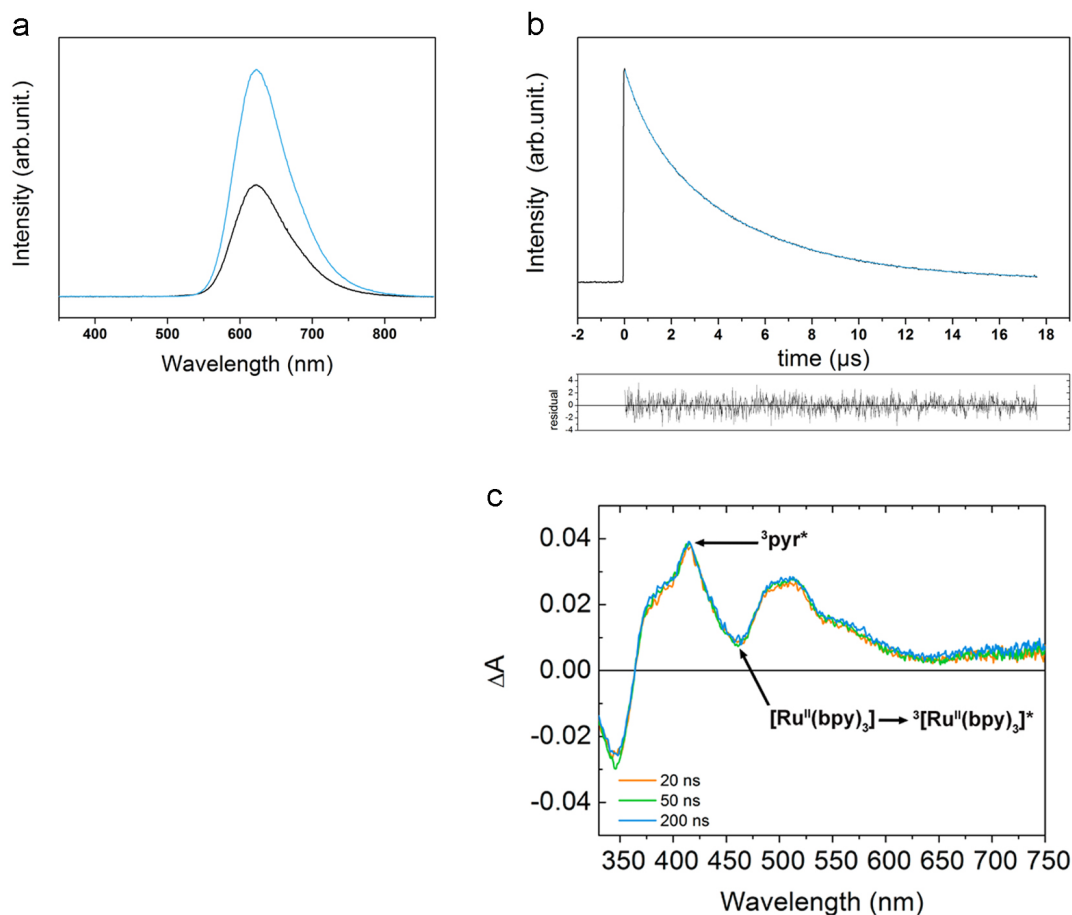 a
Intensity (arb.unit.)
400 500 600 700 800
Wavelength (nm)
b
Intensity (arb.unit.)
-2 0 2 4 6 8 10 12 14 16 18
time (µs)
residual
4
2
0
-2
-4
c
ΔA
0.04
0.02
0.00
-0.02
-0.04
³pyr*
[Ruᴵᴵ(bpy)₃] → ³[Ruᴵᴵ(bpy)₃]*
20 ns
50 ns
200 ns
350 400 450 500 550 600 650 700 750
Wavelength (nm)